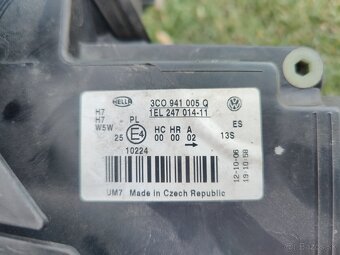 HELLA
3C0 941 005 Q
1EL 247 014-11
H7
H7
W5W
PL
ES
25
E4
HC HR A
00 00 02
13S
10224
12-10-06
19:10:58
UM7 Made in Czech Republic